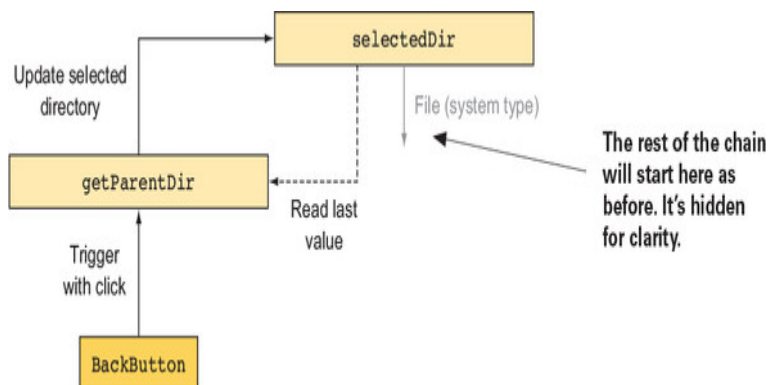 selectedDir
Update selected
directory
File (system type)
The rest of the chain
will start here as
before. It's hidden
for clarity.
getParentDir
Read last
value
Trigger
with click
BackButton